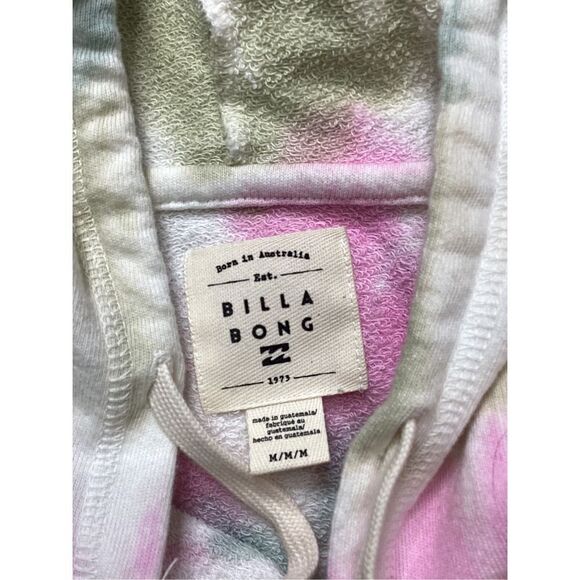 Born in Australia
Est.
BILLA
BONG
1973
made in guatemala/
fabriqué au
guatemala/
hecho en guatemala
M/M/M